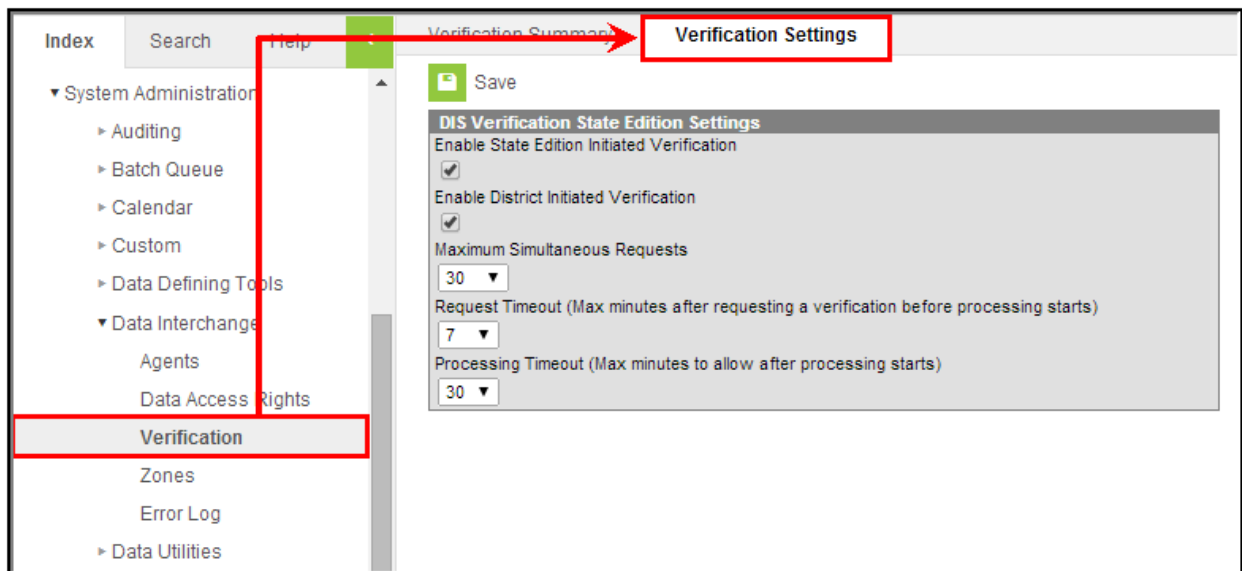 Index Search Help
System Administration
Auditing
Batch Queue
Calendar
Custom
Data Defining Tools
Data Interchange
Agents
Data Access Rights
Verification
Zones
Error Log
Data Utilities
Verification Summary Verification Settings
Save
DIS Verification State Edition Settings
Enable State Edition Initiated Verification
Enable District Initiated Verification
Maximum Simultaneous Requests
30
Request Timeout (Max minutes after requesting a verification before processing starts)
7
Processing Timeout (Max minutes to allow after processing starts)
30